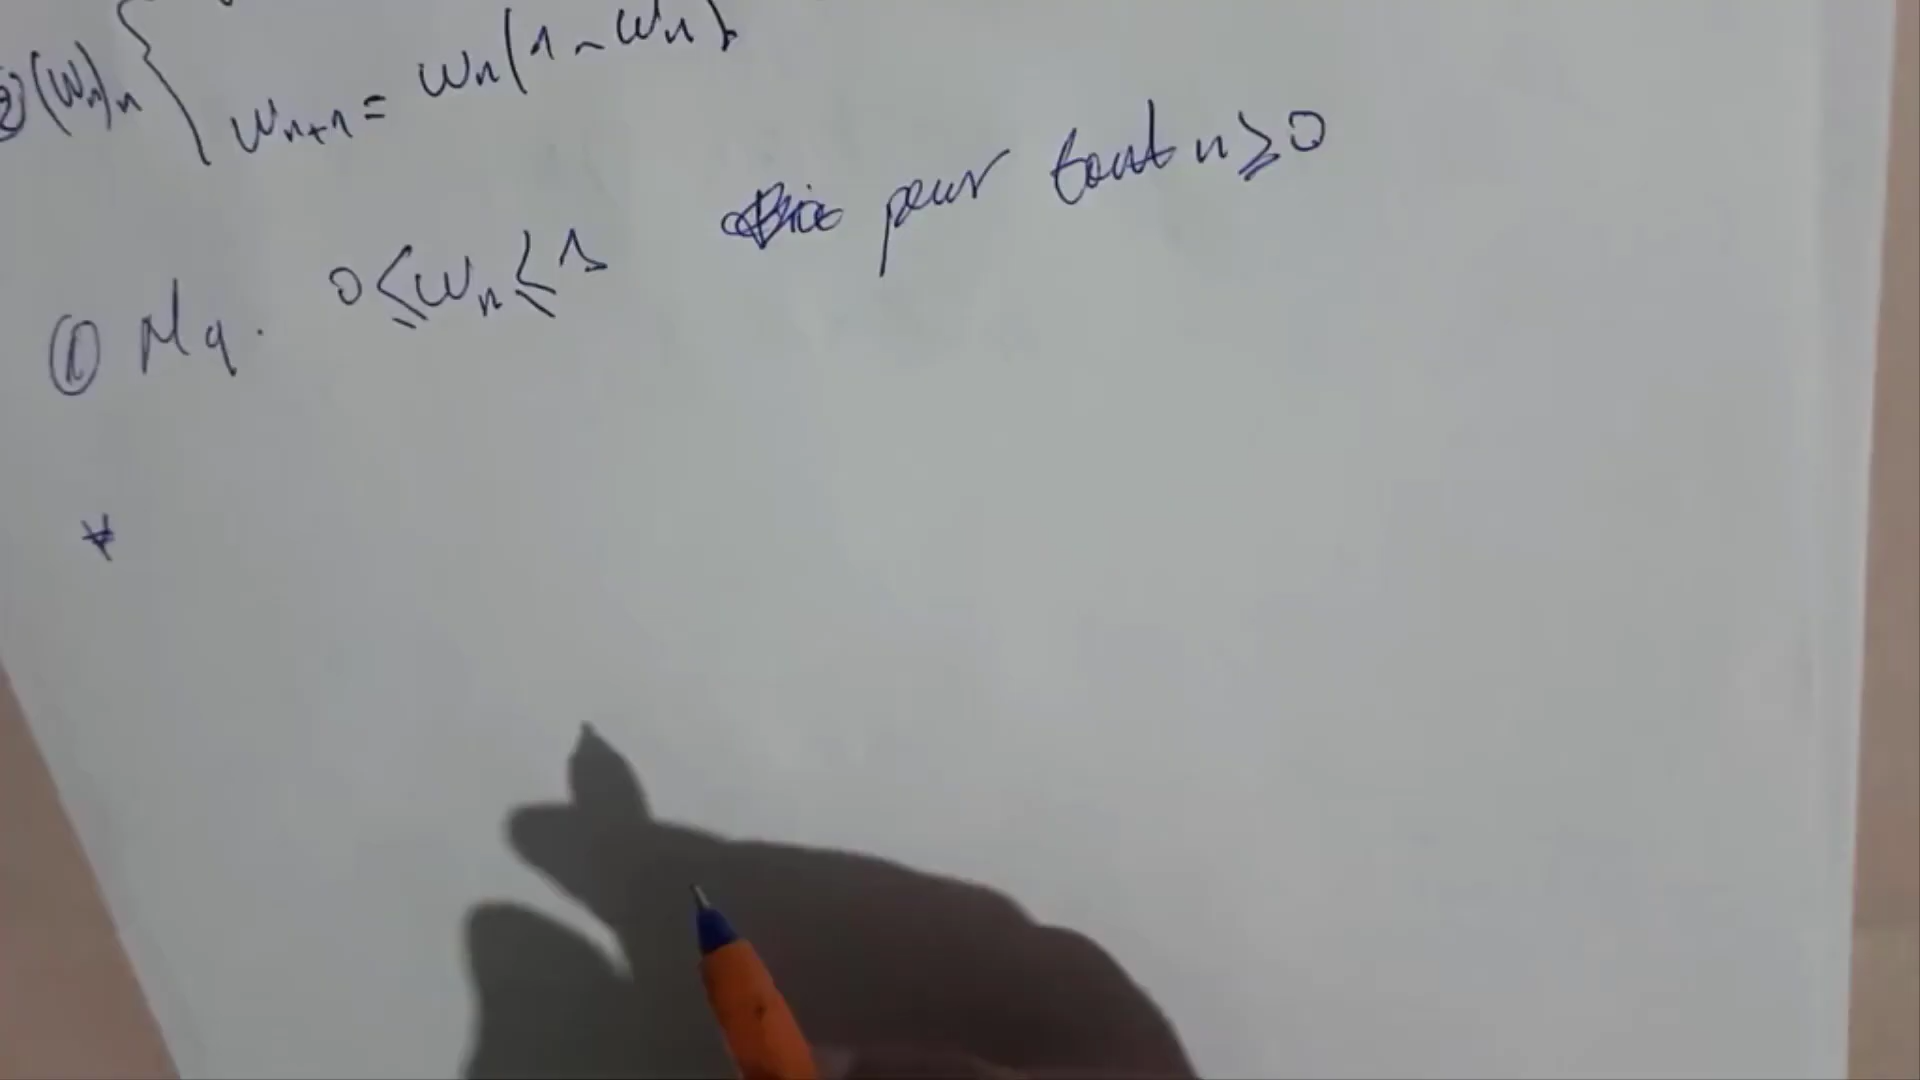 ② (Wn)n { Wn+1 = Wn(1-Wn).
① Mq. 0 ≤ Wn ≤ 1 pour tout n ≥ 0
*